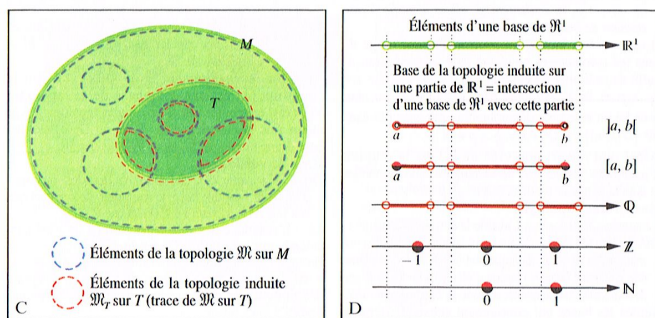 M
T
Éléments de la topologie 𝔐 sur M
Éléments de la topologie induite
𝔐_T sur T (trace de 𝔐 sur T)
C
Éléments d'une base de ℜ¹
ℝ¹
Base de la topologie induite sur
une partie de ℝ¹ = intersection
d'une base de ℜ¹ avec cette partie
]a, b[
a b
[a, b]
a b
ℚ
ℤ
−1 0 1
ℕ
0 1
D